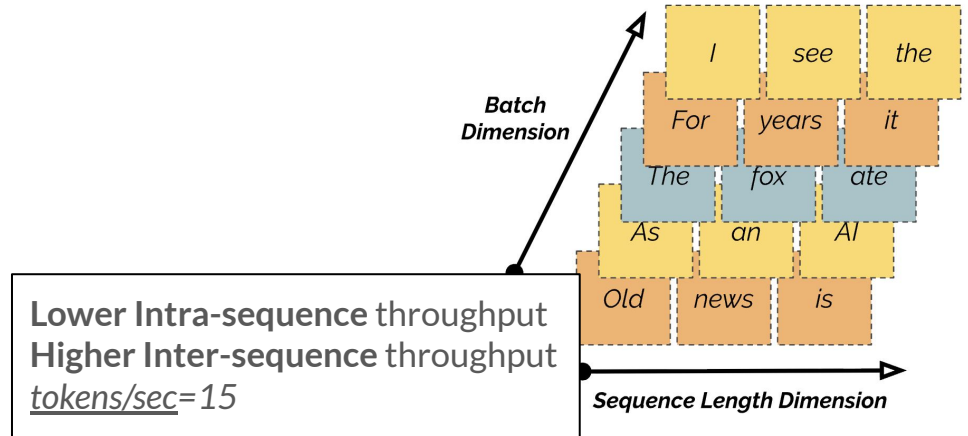 I see the
Batch
Dimension
For years it
The fox ate
As an AI
Old news is
Lower Intra-sequence throughput
Higher Inter-sequence throughput
tokens/sec=15
Sequence Length Dimension